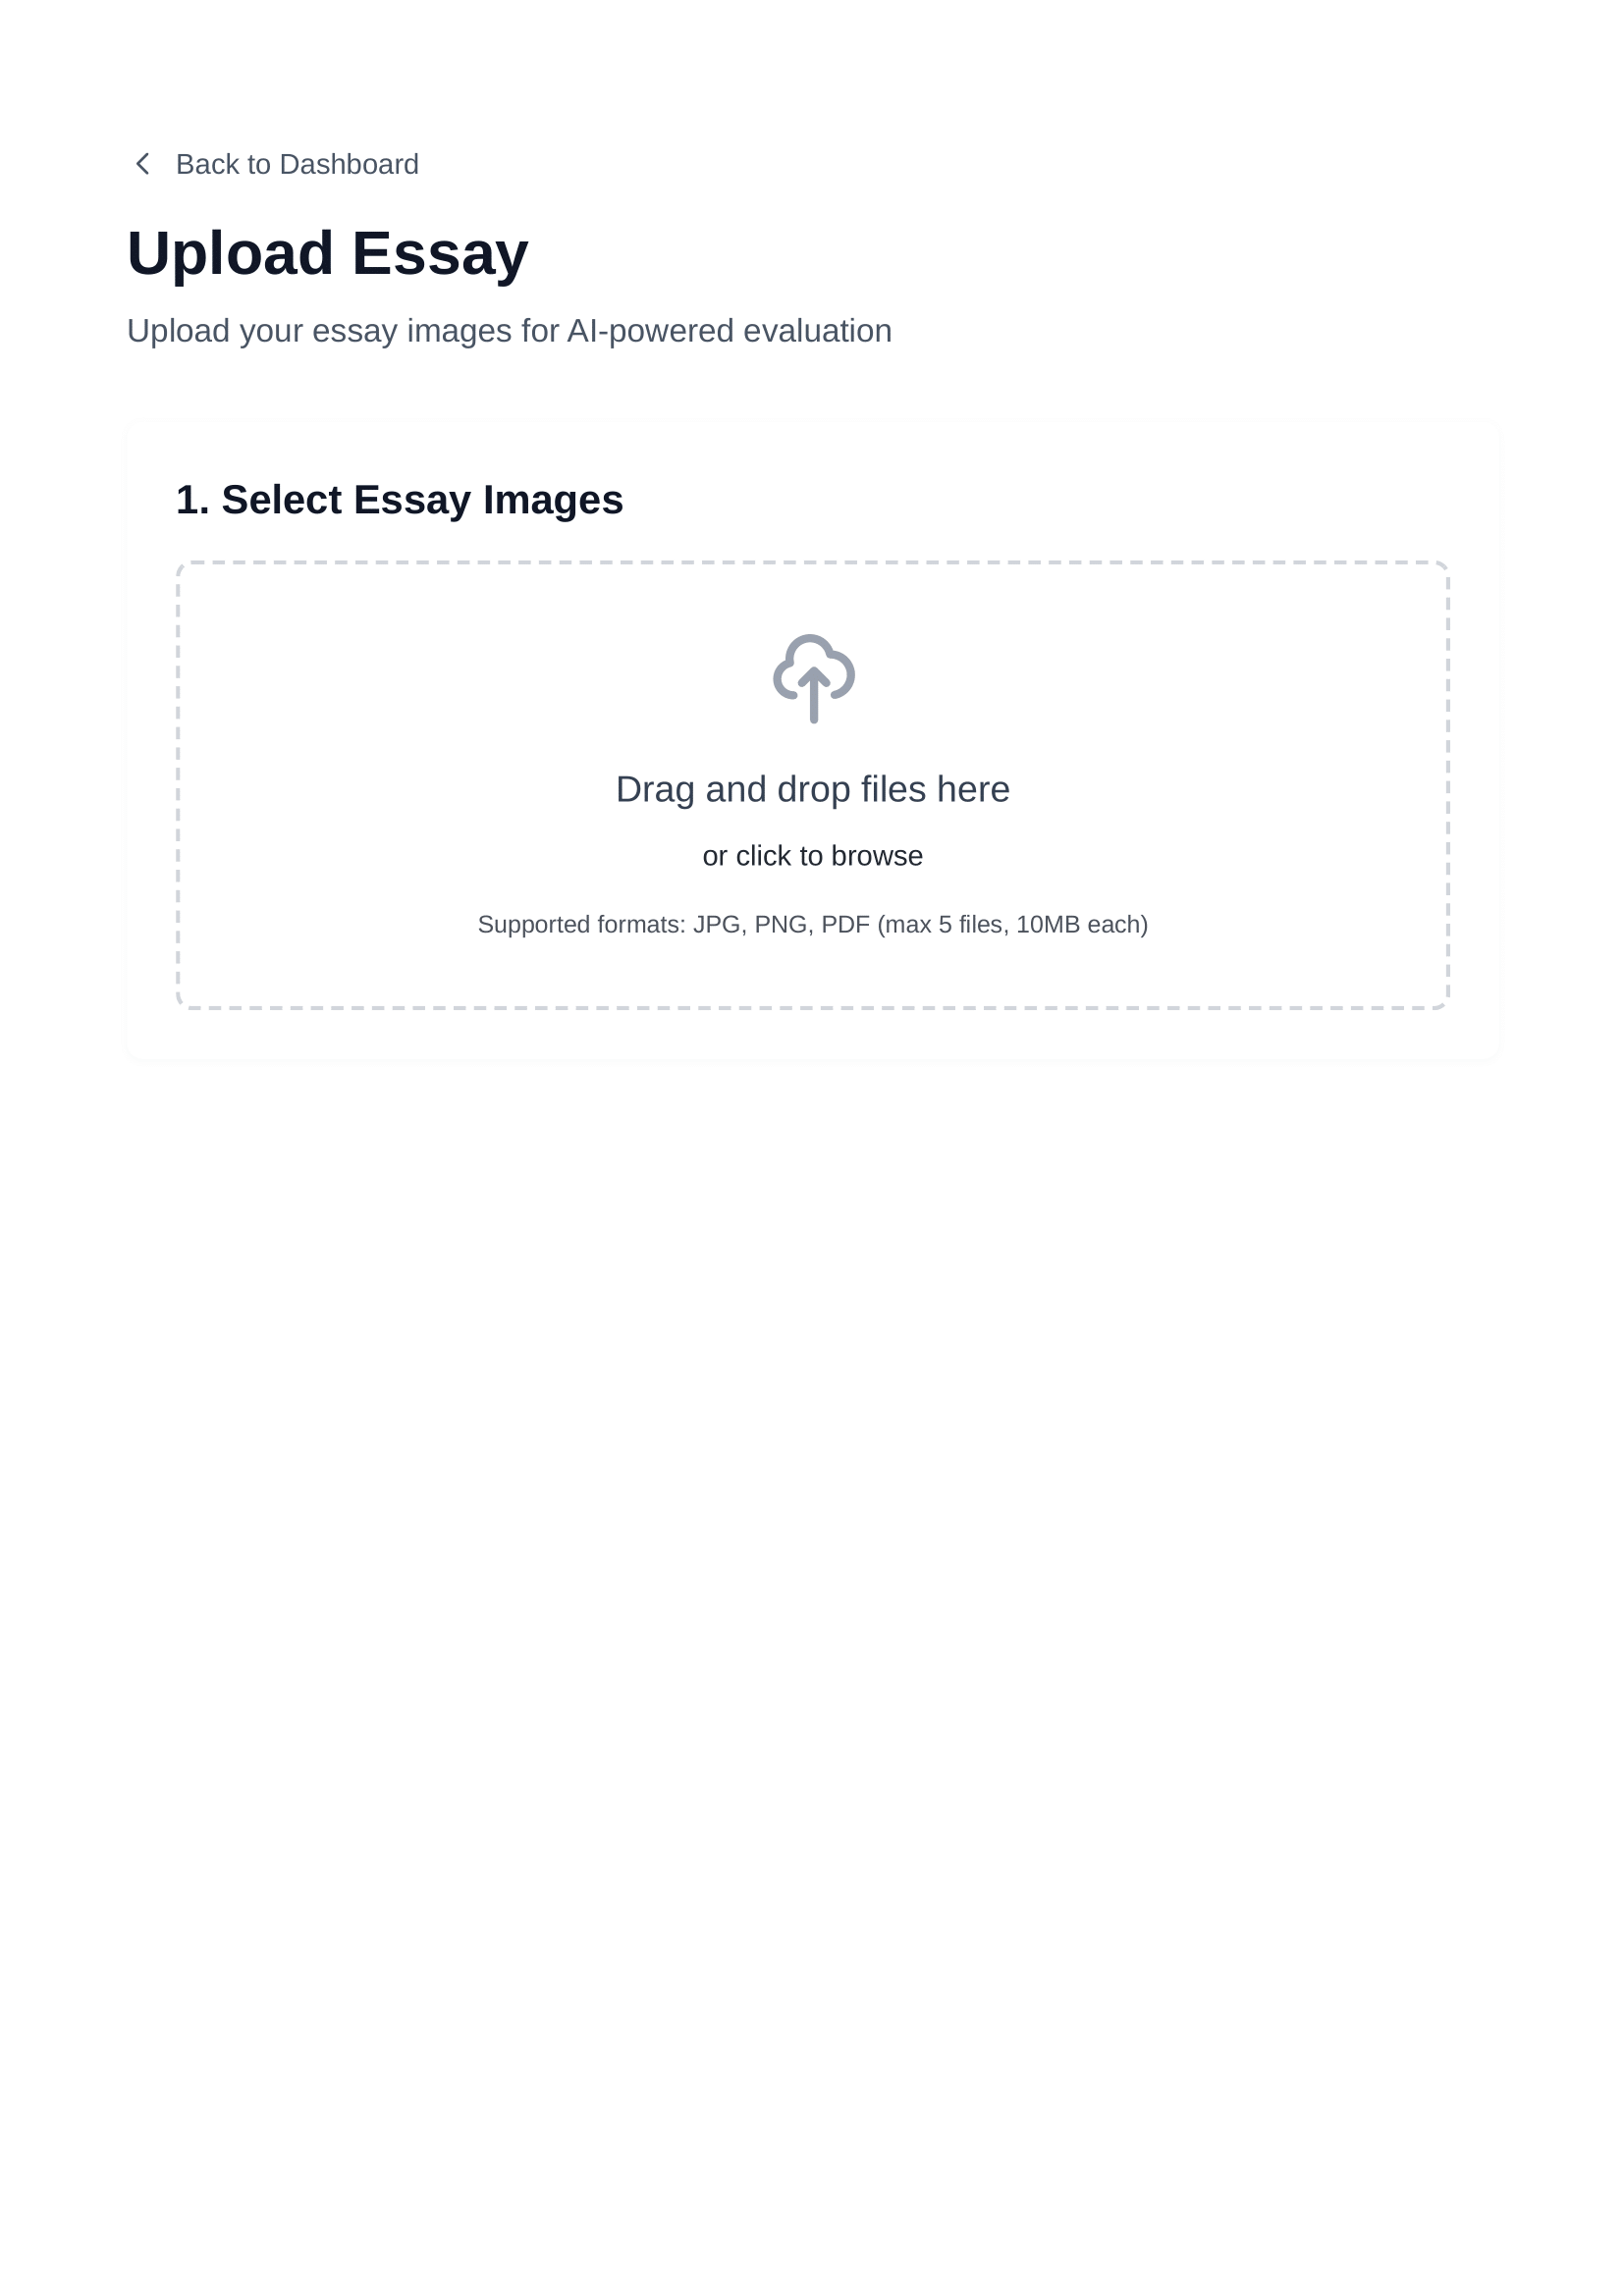 Back to Dashboard
Upload Essay
Upload your essay images for AI-powered evaluation
1. Select Essay Images
Drag and drop files here
or click to browse
Supported formats: JPG, PNG, PDF (max 5 files, 10MB each)